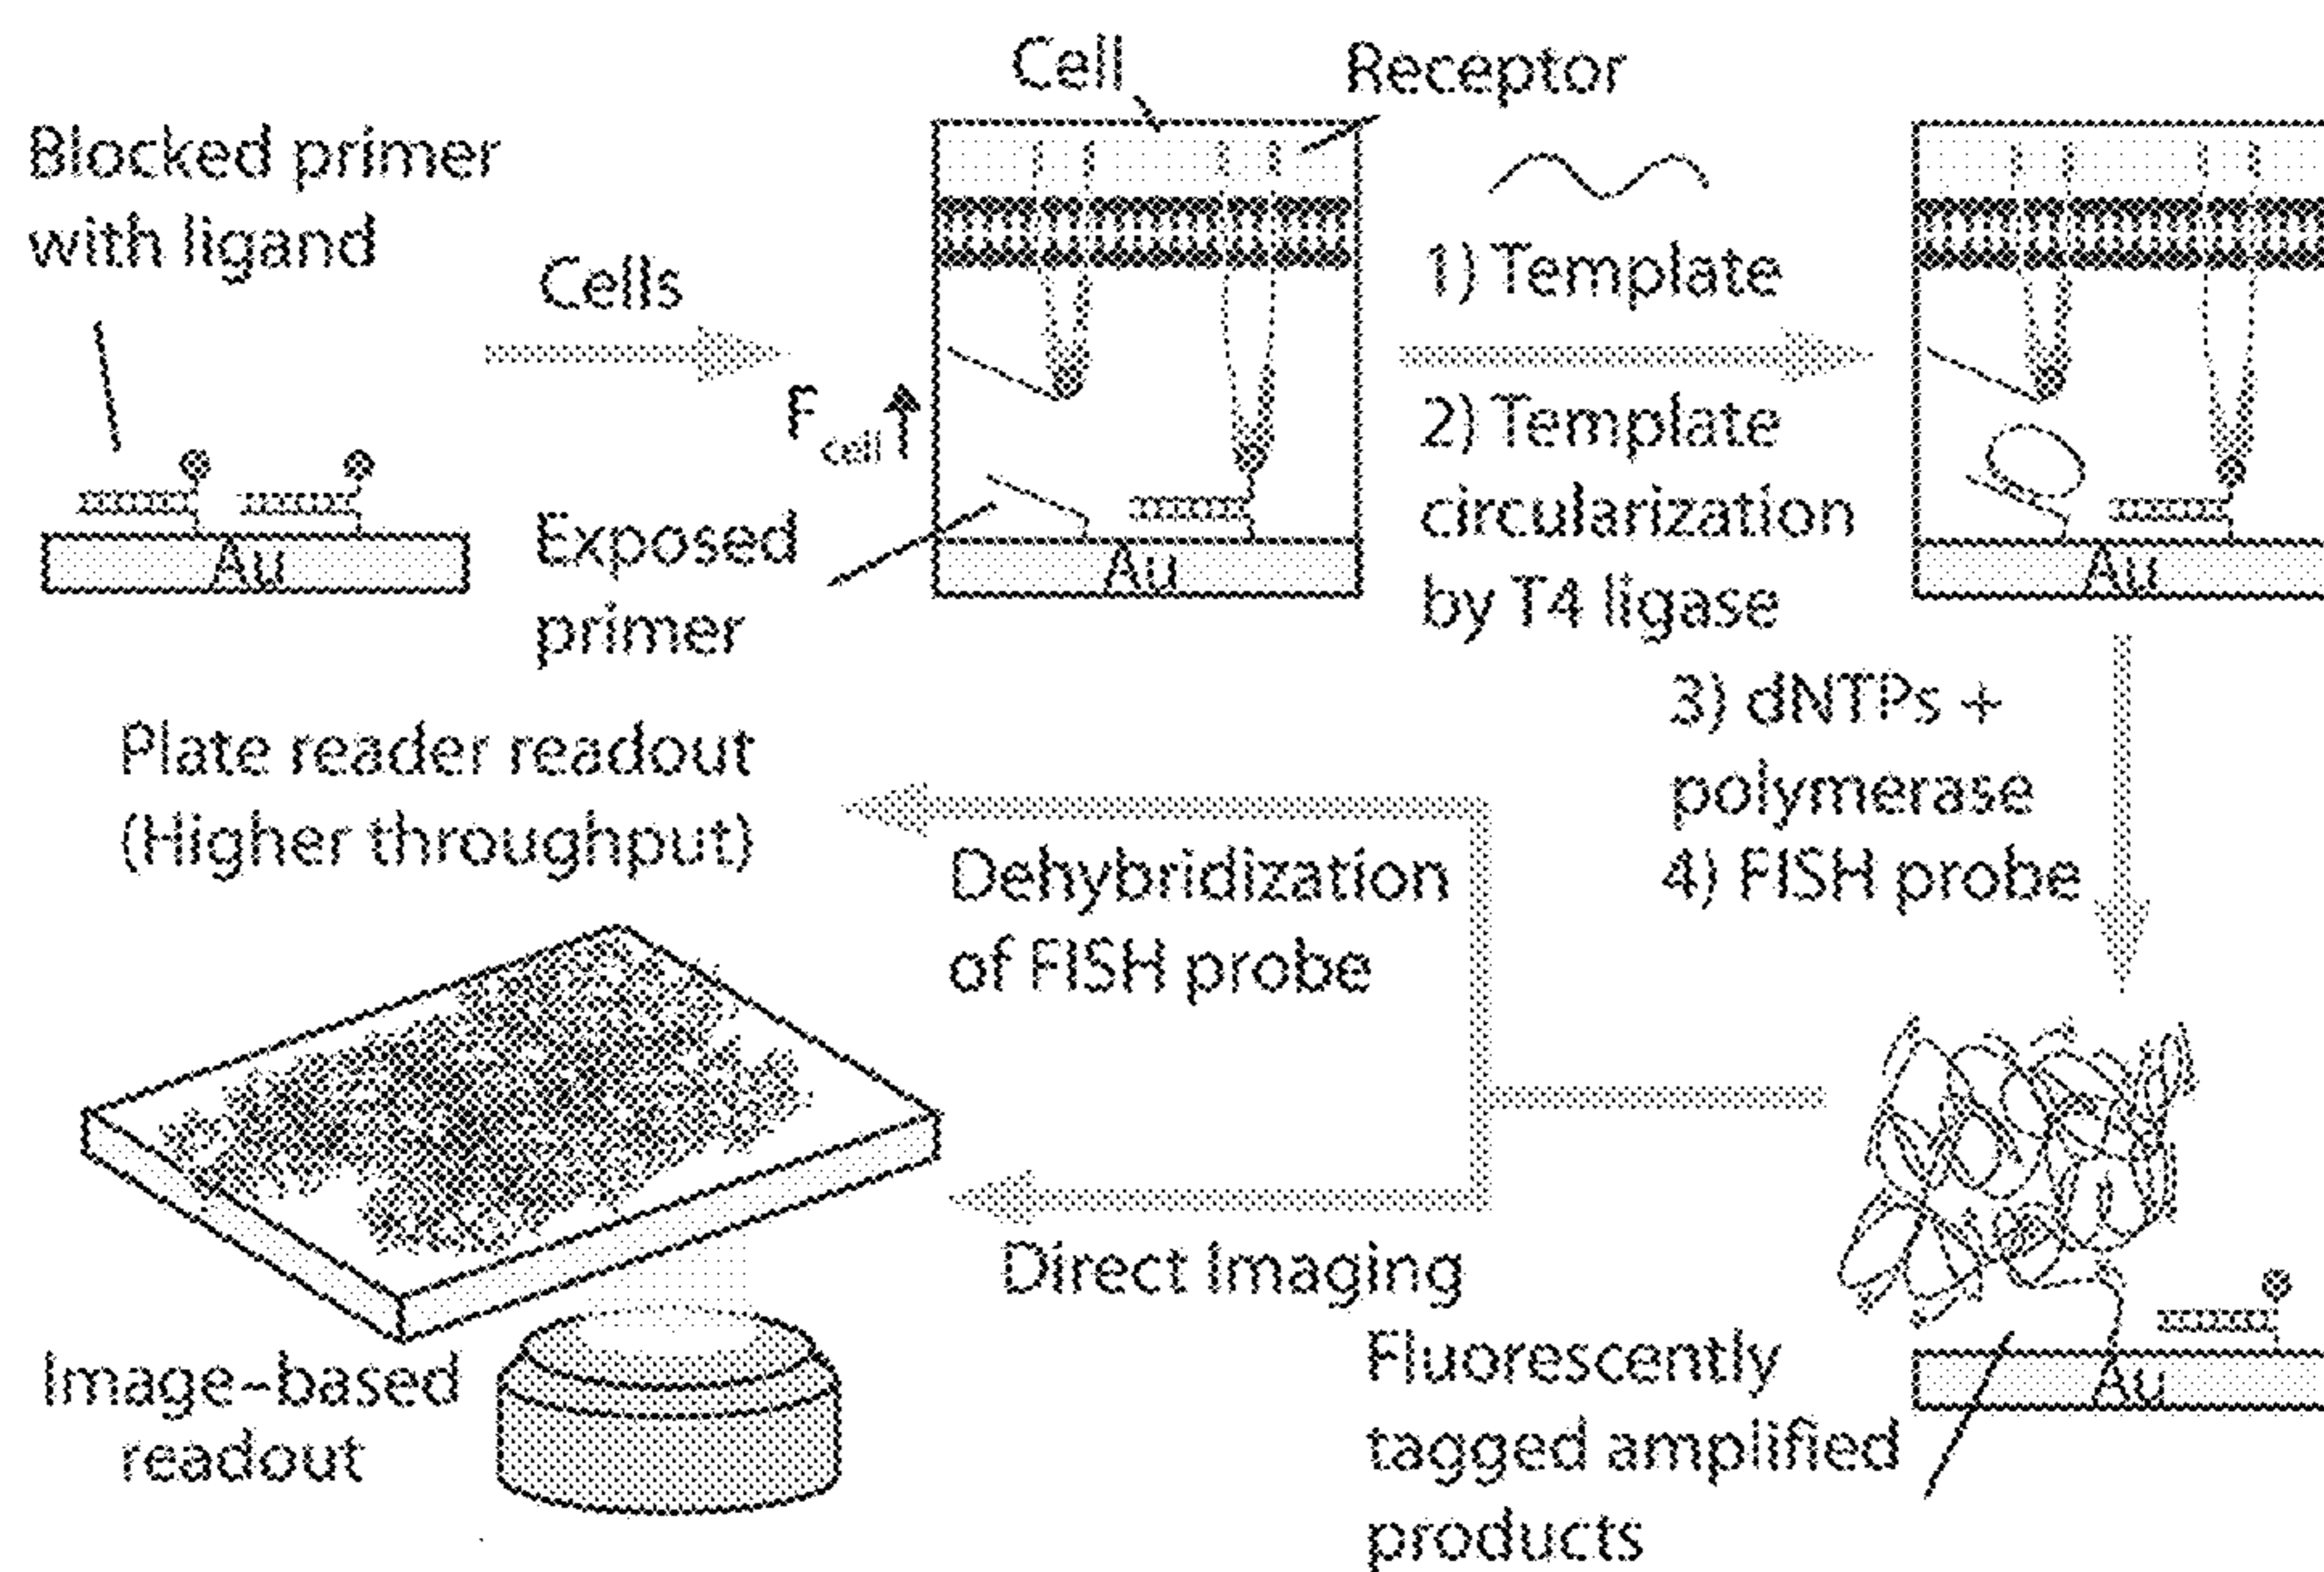 Cell
Receptor
Blocked primer
with ligand
Cells
Fcell
Au
Exposed
primer
Au
1) Template
2) Template
circularization
by T4 ligase
Au
3) dNTPs +
polymerase
4) FISH probe
Plate reader readout
(Higher throughput)
Dehybridization
of FISH probe
Direct Imaging
Image-based
readout
Fluorescently
tagged amplified
products
Au